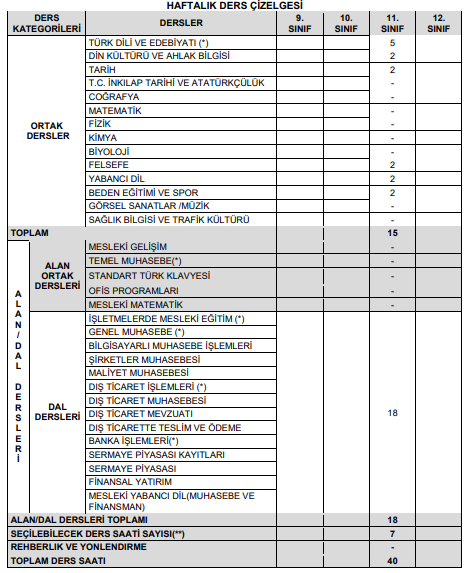 HAFTALIK DERS ÇİZELGESİ
DERS KATEGORİLERİ DERSLER 9. SINIF 10. SINIF 11. SINIF 12. SINIF
ORTAK DERSLER
TÜRK DİLİ VE EDEBİYATI (*) 5
DİN KÜLTÜRÜ VE AHLAK BİLGİSİ 2
TARİH 2
T.C. İNKILAP TARİHİ VE ATATÜRKÇÜLÜK -
COĞRAFYA -
MATEMATİK -
FİZİK -
KİMYA -
BİYOLOJİ -
FELSEFE 2
YABANCI DİL 2
BEDEN EĞİTİMİ VE SPOR 2
GÖRSEL SANATLAR /MÜZİK -
SAĞLIK BİLGİSİ VE TRAFİK KÜLTÜRÜ -
TOPLAM 15
ALAN/DAL DERSLERİ
ALAN ORTAK DERSLERİ
MESLEKİ GELİŞİM -
TEMEL MUHASEBE(*) -
STANDART TÜRK KLAVYESİ -
OFİS PROGRAMLARI -
MESLEKİ MATEMATİK -
DAL DERSLERİ
İŞLETMELERDE MESLEKİ EĞİTİM (*)
GENEL MUHASEBE (*)
BİLGİSAYARLI MUHASEBE İŞLEMLERİ
ŞİRKETLER MUHASEBESİ
MALİYET MUHASEBESİ
DIŞ TİCARET İŞLEMLERİ (*)
DIŞ TİCARET MUHASEBESİ
DIŞ TİCARET MEVZUATI 18
DIŞ TİCARETTE TESLİM VE ÖDEME
BANKA İŞLEMLERİ(*)
SERMAYE PİYASASI KAYITLARI
SERMAYE PİYASASI
FİNANSAL YATIRIM
MESLEKİ YABANCI DİL(MUHASEBE VE
FİNANSMAN)
ALAN/DAL DERSLERİ TOPLAMI 18
SEÇİLEBİLECEK DERS SAATİ SAYISI(**) 7
REHBERLIK VE YONLENDIRME -
TOPLAM DERS SAATI 40